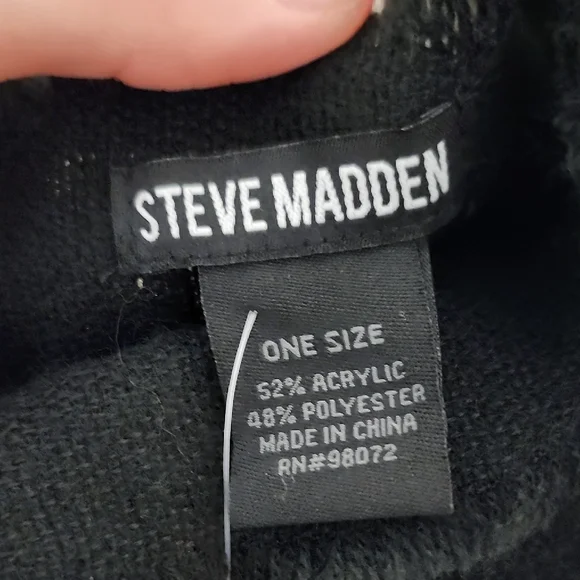 STEVE MADDEN
ONE SIZE
52% ACRYLIC
48% POLYESTER
MADE IN CHINA
RN#98072